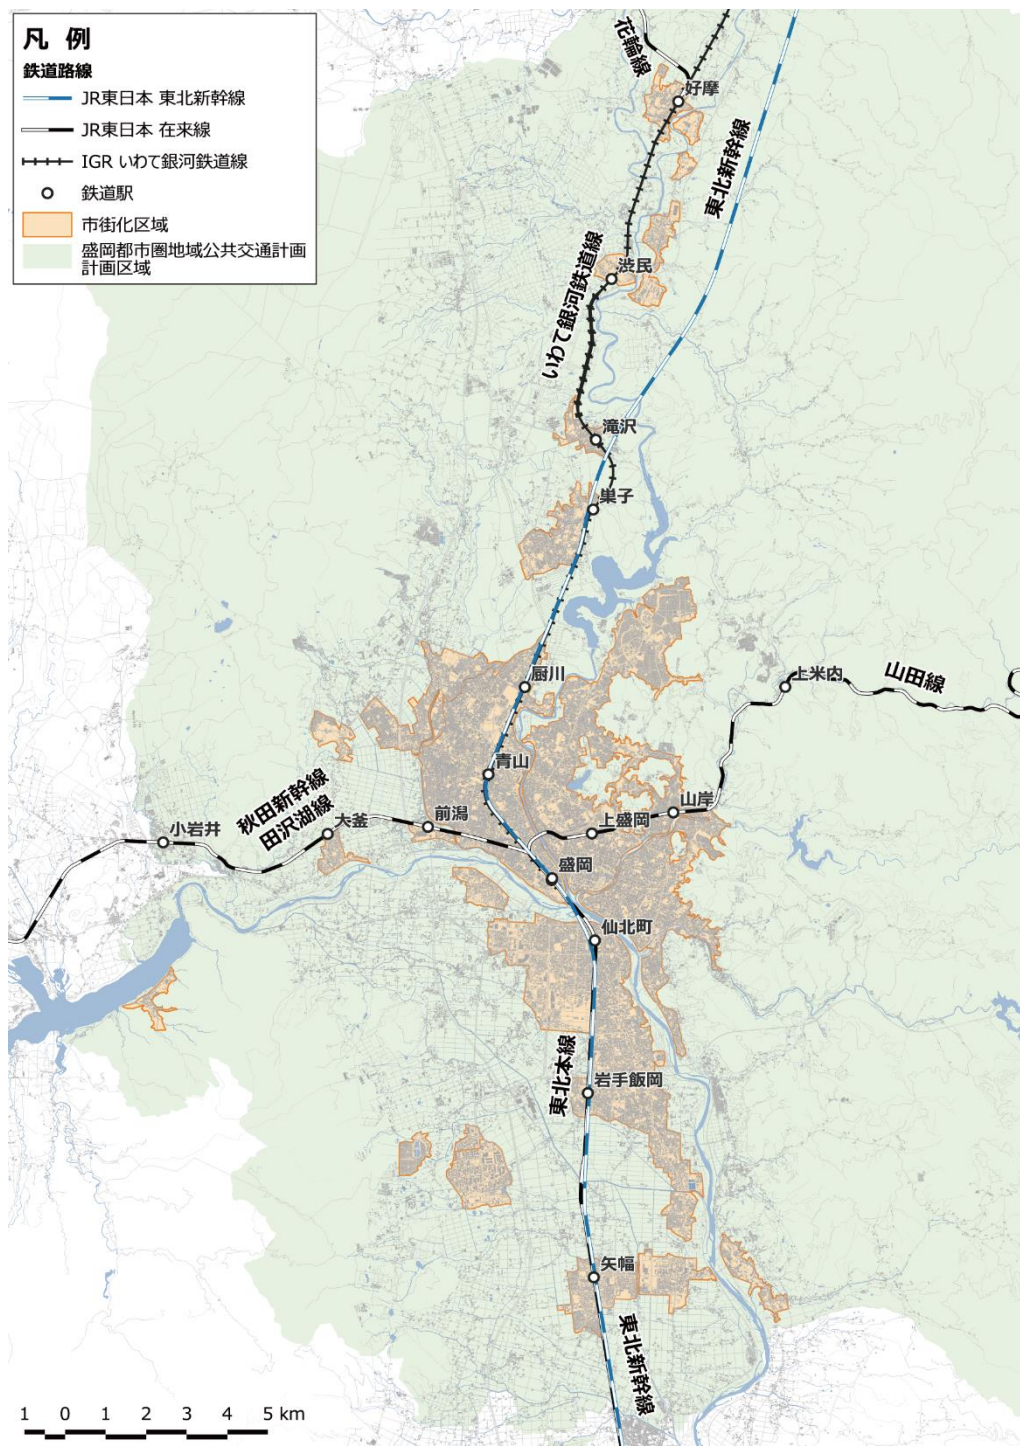 凡 例
鉄道路線
JR東日本 東北新幹線
JR東日本 在来線
IGR いわて銀河鉄道線
鉄道駅
市街化区域
盛岡都市圏地域公共交通計画
計画区域
花輪線
好摩
東北新幹線
渋民
いわて銀河鉄道線
滝沢
巣子
厨川
上米内
山田線
青山
秋田新幹線
田沢湖線
小岩井
大釜
前潟
上盛岡
山岸
盛岡
仙北町
東北本線
岩手飯岡
矢幅
東北新幹線
1 0 1 2 3 4 5 km